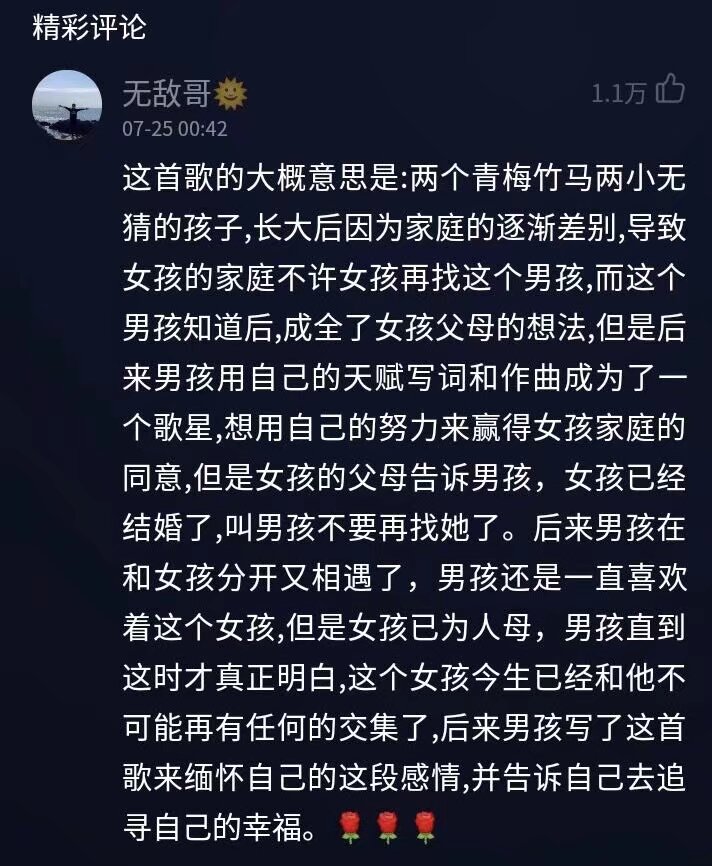 精彩评论
无敌哥🌞
1.1万
07-25 00:42
这首歌的大概意思是:两个青梅竹马两小无
猜的孩子,长大后因为家庭的逐渐差别,导致
女孩的家庭不许女孩再找这个男孩,而这个
男孩知道后,成全了女孩父母的想法,但是后
来男孩用自己的天赋写词和作曲成为了一
个歌星,想用自己的努力来赢得女孩家庭的
同意,但是女孩的父母告诉男孩，女孩已经
结婚了,叫男孩不要再找她了。后来男孩在
和女孩分开又相遇了，男孩还是一直喜欢
着这个女孩,但是女孩已为人母，男孩直到
这时才真正明白,这个女孩今生已经和他不
可能再有任何的交集了,后来男孩写了这首
歌来缅怀自己的这段感情,并告诉自己去追
寻自己的幸福。🌹🌹🌹